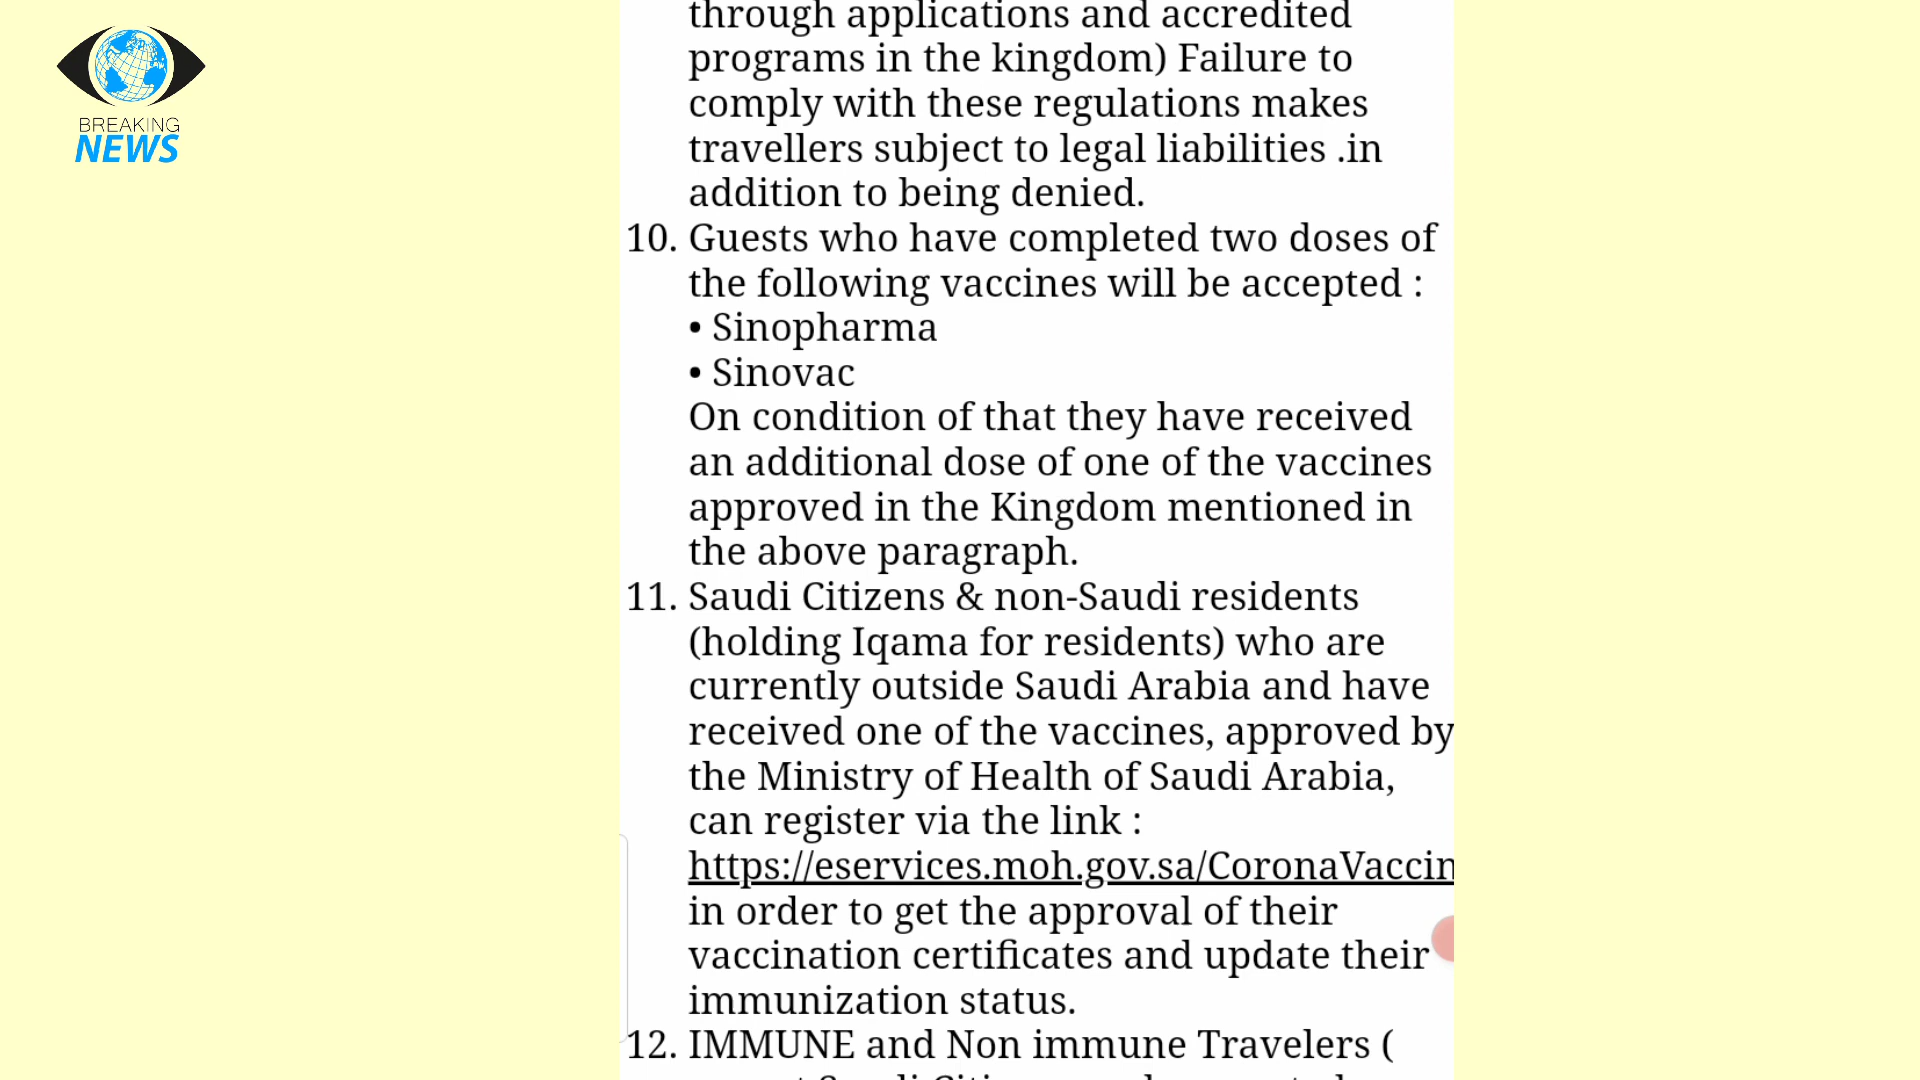 BREAKING
NEWS
through applications and accredited
programs in the kingdom) Failure to
comply with these regulations makes
travellers subject to legal liabilities .in
addition to being denied.
10. Guests who have completed two doses of
the following vaccines will be accepted :
• Sinopharma
• Sinovac
On condition of that they have received
an additional dose of one of the vaccines
approved in the Kingdom mentioned in
the above paragraph.
11. Saudi Citizens & non-Saudi residents
(holding Iqama for residents) who are
currently outside Saudi Arabia and have
received one of the vaccines, approved by
the Ministry of Health of Saudi Arabia,
can register via the link :
https://eservices.moh.gov.sa/CoronaVaccin
in order to get the approval of their
vaccination certificates and update their
immunization status.
12. IMMUNE and Non immune Travelers (